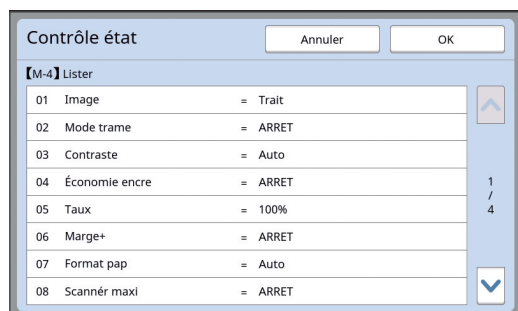 Contrôle état
Annuler
OK
【M-4】Lister
01 Image = Trait
02 Mode trame = ARRET
03 Contraste = Auto
04 Économie encre = ARRET
05 Taux = 100%
06 Marge+ = ARRET
07 Format pap = Auto
08 Scannér maxi = ARRET
1
/
4